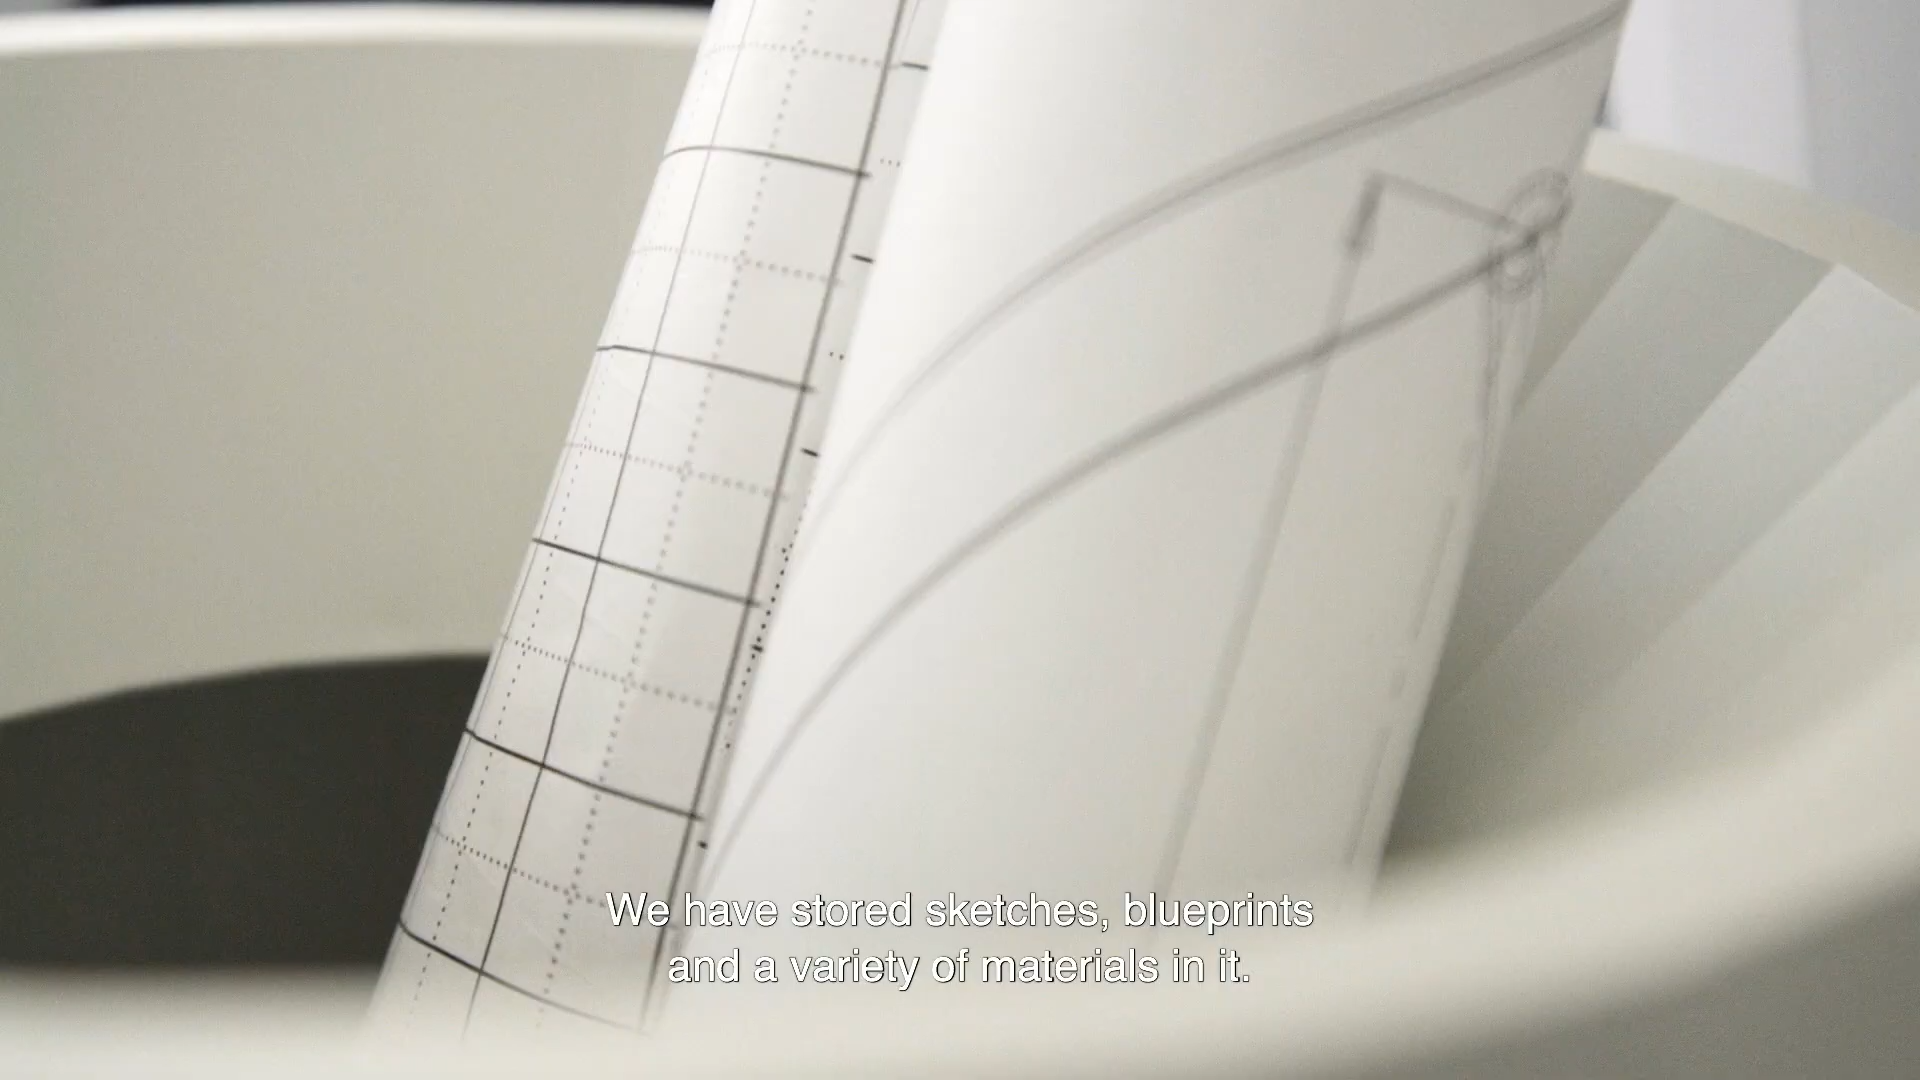 We have stored sketches, blueprints
and a variety of materials in it.